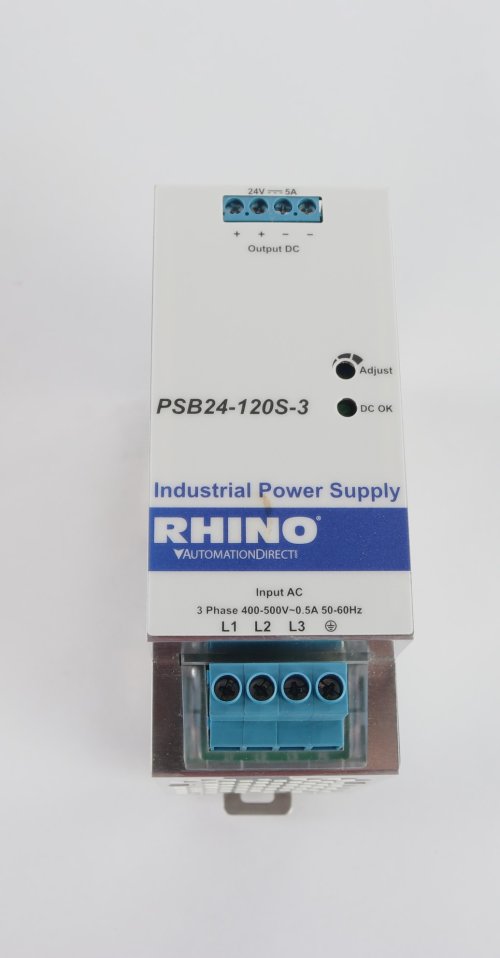 24V ⎓ 5A
+ + − −
Output DC
Adjust
PSB24-120S-3
DC OK
Industrial Power Supply
RHINO®
AUTOMATIONDIRECT
Input AC
3 Phase 400-500V~0.5A 50-60Hz
L1 L2 L3 ⏚